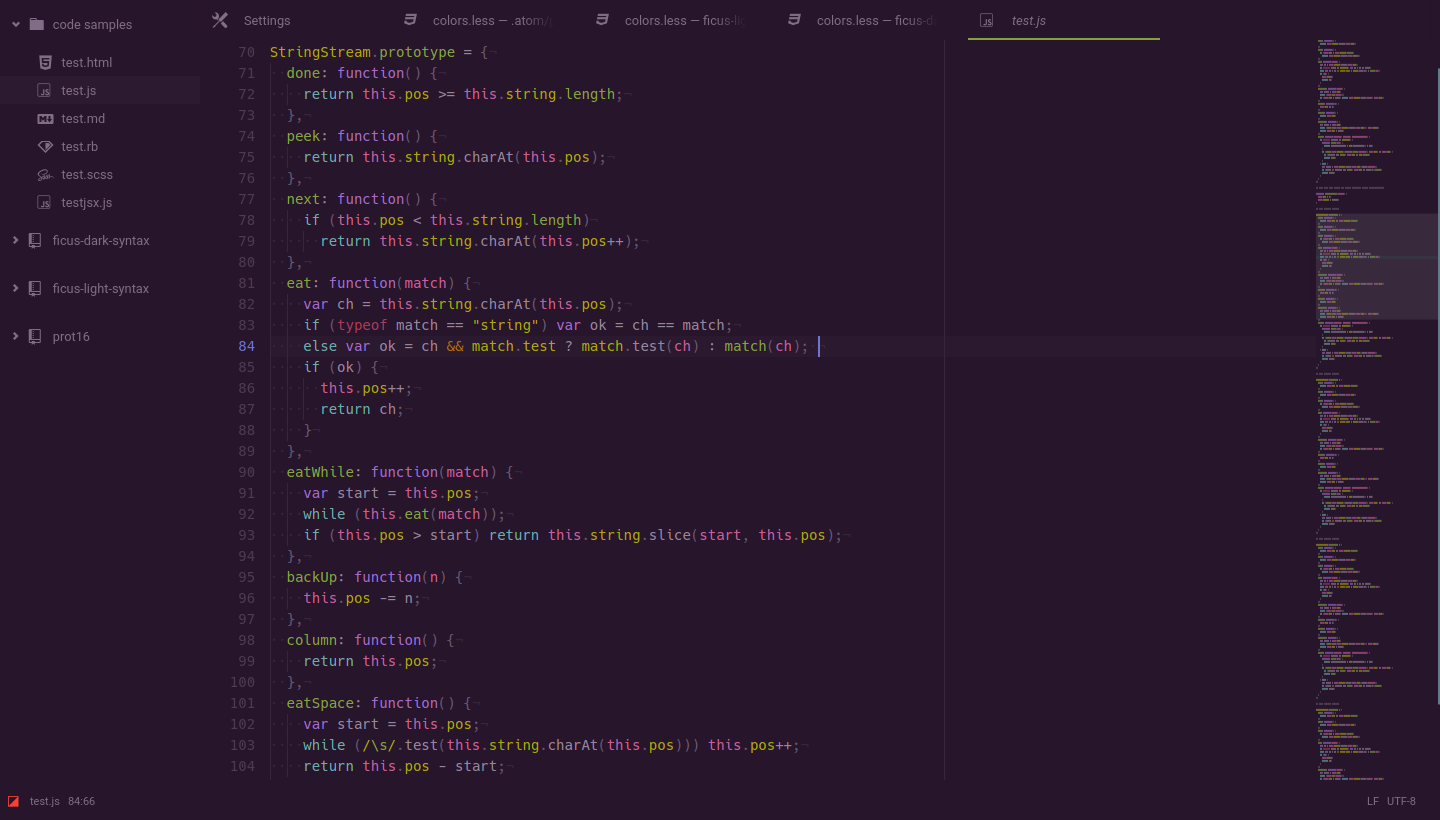 code samples
test.html
test.js
test.md
test.rb
test.scss
testjsx.js
ficus-dark-syntax
ficus-light-syntax
prot16
Settings
colors.less — .atom/
colors.less — ficus-li
colors.less — ficus-d
test.js
70 StringStream.prototype = {
71 done: function() {
72 return this.pos >= this.string.length;
73 },
74 peek: function() {
75 return this.string.charAt(this.pos);
76 },
77 next: function() {
78 if (this.pos < this.string.length)
79 return this.string.charAt(this.pos++);
80 },
81 eat: function(match) {
82 var ch = this.string.charAt(this.pos);
83 if (typeof match == "string") var ok = ch == match;
84 else var ok = ch && match.test ? match.test(ch) : match(ch);
85 if (ok) {
86 this.pos++;
87 return ch;
88 }
89 },
90 eatWhile: function(match) {
91 var start = this.pos;
92 while (this.eat(match));
93 if (this.pos > start) return this.string.slice(start, this.pos);
94 },
95 backUp: function(n) {
96 this.pos -= n;
97 },
98 column: function() {
99 return this.pos;
100 },
101 eatSpace: function() {
102 var start = this.pos;
103 while (/\s/.test(this.string.charAt(this.pos))) this.pos++;
104 return this.pos - start;
test.js 84:66
LF UTF-8